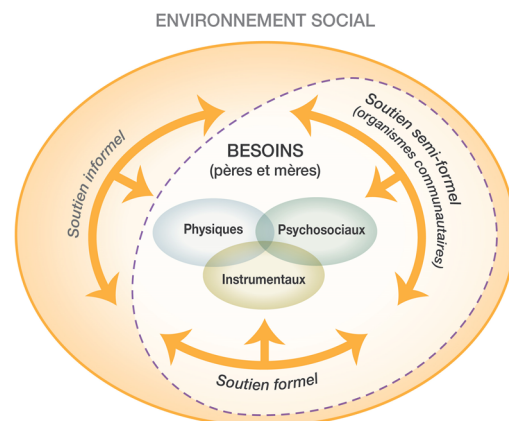 ENVIRONNEMENT SOCIAL
Soutien informel
Soutien semi-formel
(organismes communautaires)
BESOINS
(pères et mères)
Physiques
Psychosociaux
Instrumentaux
Soutien formel